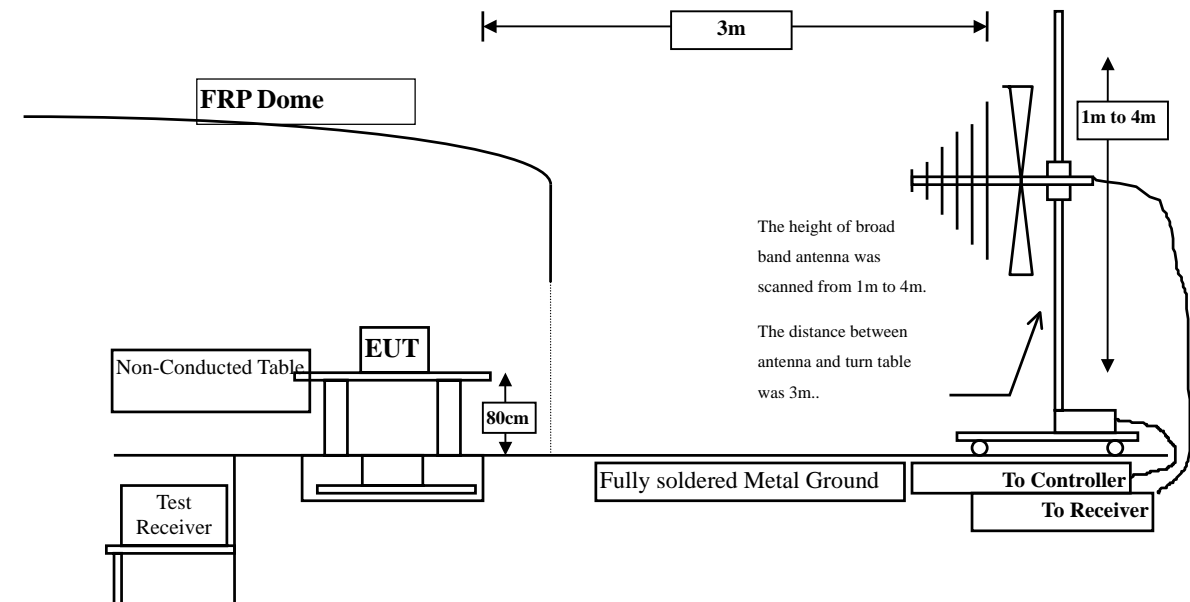 3m
FRP Dome
1m to 4m
The height of broad
band antenna was
scanned from 1m to 4m.
The distance between
antenna and turn table
was 3m..
EUT
Non-Conducted Table
80cm
Fully soldered Metal Ground
To Controller
To Receiver
Test
Receiver